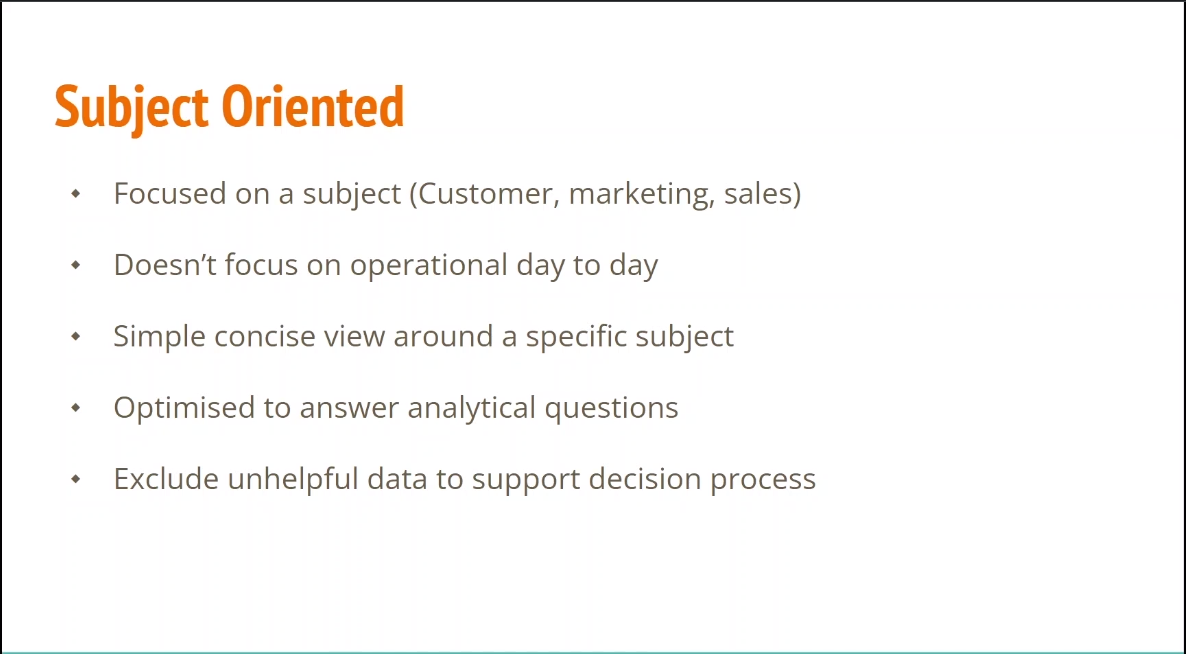 Subject Oriented
Focused on a subject (Customer, marketing, sales)
Doesn’t focus on operational day to day
Simple concise view around a specific subject
Optimised to answer analytical questions
Exclude unhelpful data to support decision process